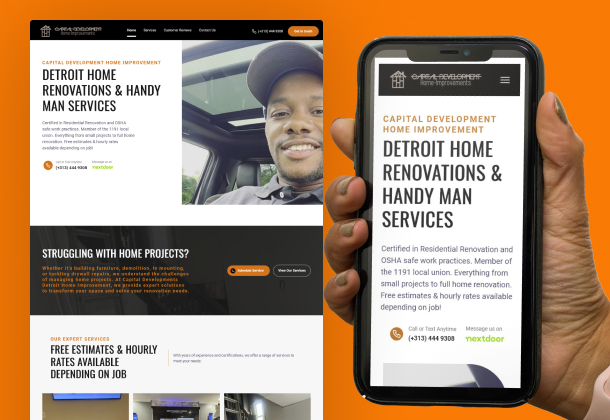 CAPITAL DEVELOPMENT
Home Improvements
Home
Services
Customer Reviews
Contact Us
(+313) 444 9308
Get In touch
CAPITAL DEVELOPMENT HOME IMPROVEMENT
DETROIT HOME
RENOVATIONS & HANDY
MAN SERVICES
Certified in Residential Renovation and OSHA
safe work practices. Member of the 1191 local
union. Everything from small projects to full home
renovation. Free estimates & hourly rates
available depending on job!
Call or Text Anytime
(+313) 444 9308
Message us on
nextdoor
STRUGGLING WITH HOME PROJECTS?
Whether it's building furniture, demolition, tv mounting,
or tackling drywall repairs, we understand the challenges
of managing home projects. At Capital Developments
Detroit Home Improvement, we provide expert solutions
to transform your space and solve your renovation needs.
Schedule Service
View Our Services
OUR EXPERT SERVICES
FREE ESTIMATES & HOURLY
RATES AVAILABLE
DEPENDING ON JOB
With years of experience and certifications, we offer a range of services to
meet your needs:
CAPITAL DEVELOPMENT
Home Improvements
CAPITAL DEVELOPMENT
HOME IMPROVEMENT
DETROIT HOME
RENOVATIONS &
HANDY MAN
SERVICES
Certified in Residential Renovation and
OSHA safe work practices. Member of
the 1191 local union. Everything from
small projects to full home renovation.
Free estimates & hourly rates available
depending on job!
Call or Text Anytime
(+313) 444 9308
Message us on
nextdoor